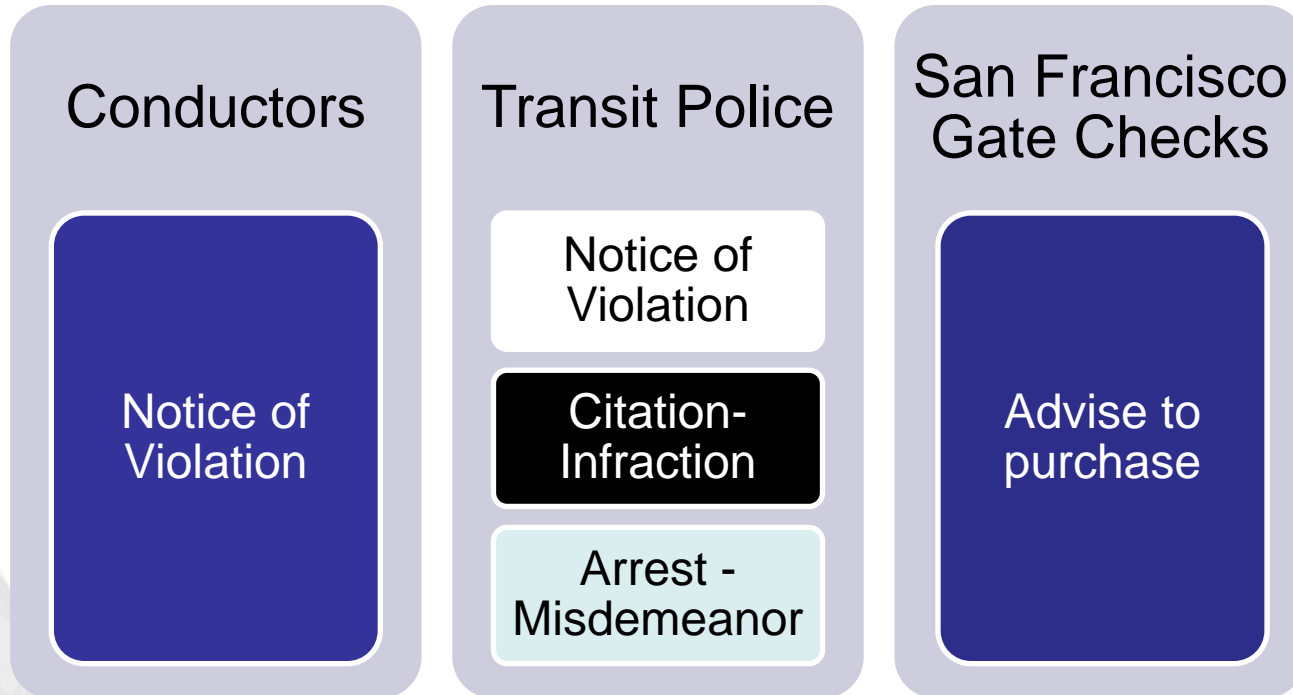 Conductors
Notice of
Violation
Transit Police
Notice of
Violation
Citation-
Infraction
Arrest -
Misdemeanor
San Francisco
Gate Checks
Advise to
purchase